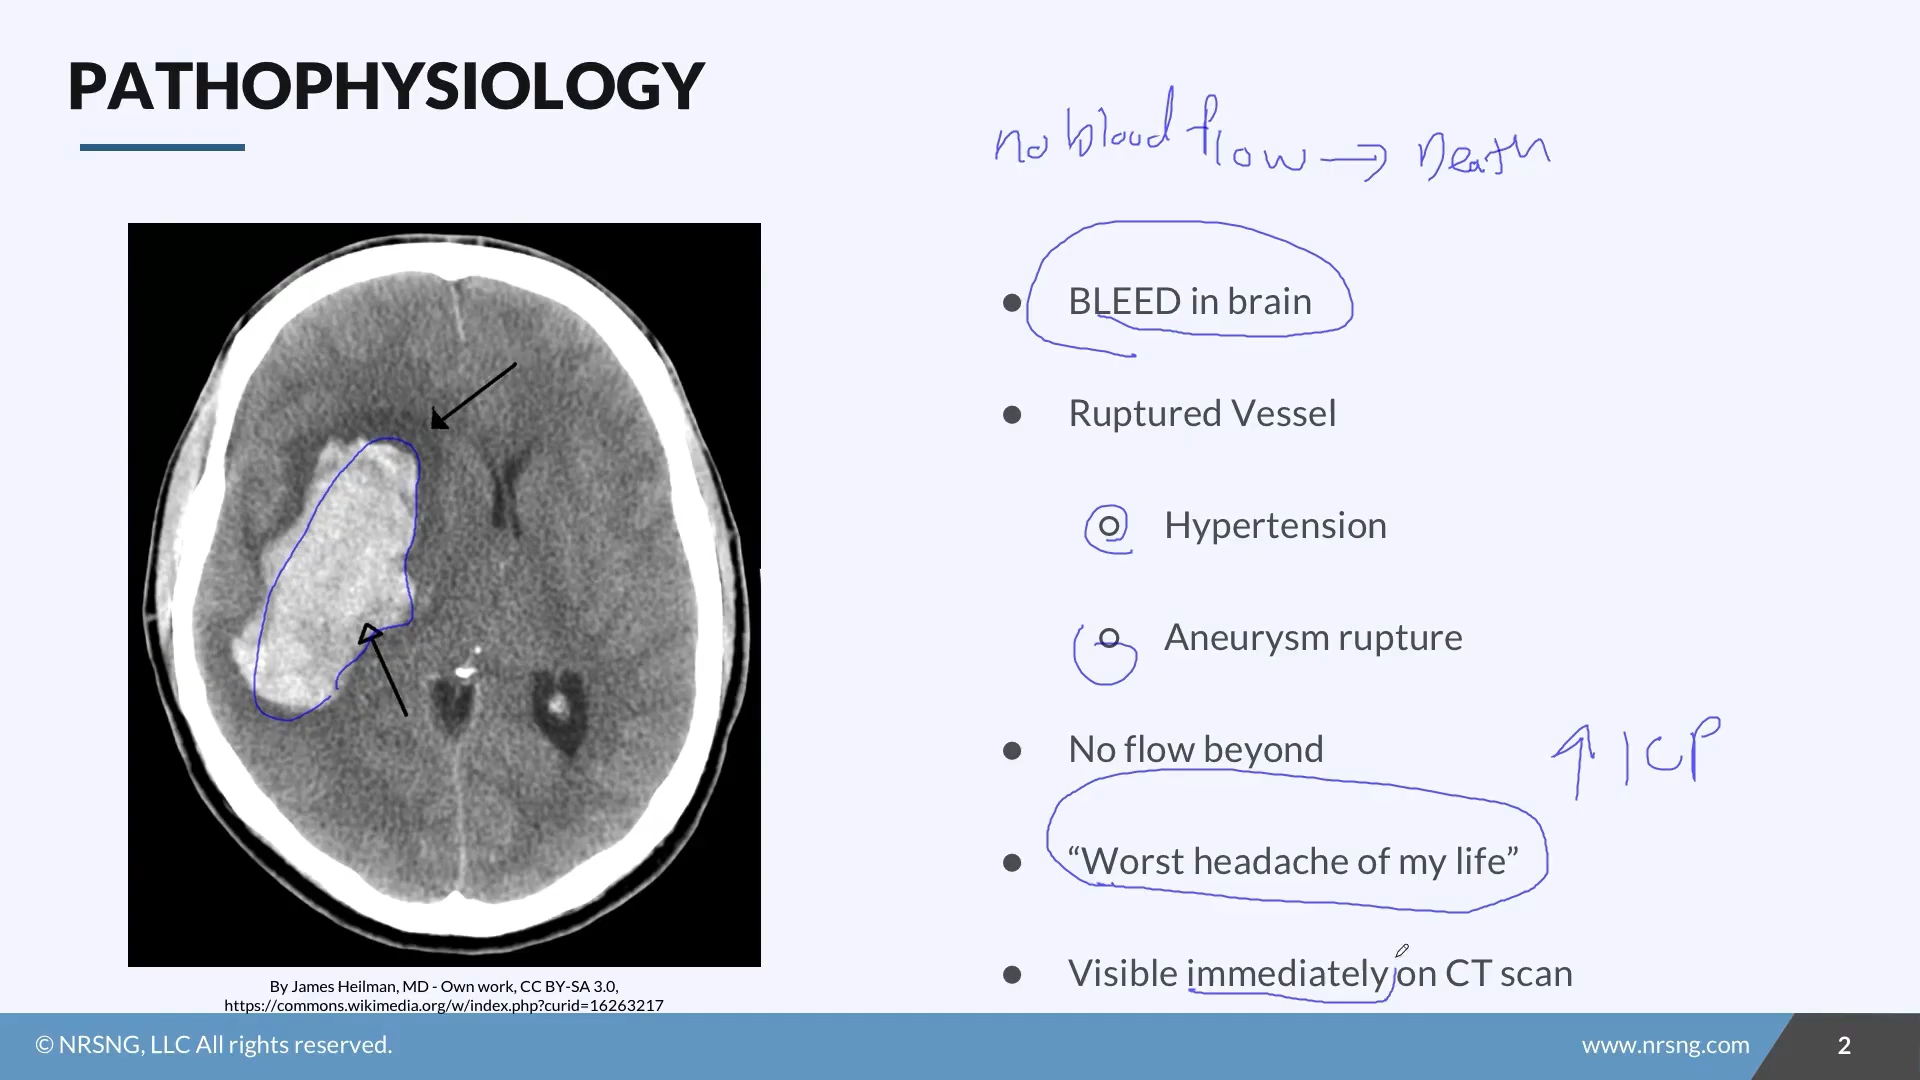 PATHOPHYSIOLOGY
no blood flow → Death
● BLEED in brain
● Ruptured Vessel
○ Hypertension
○ Aneurysm rupture
● No flow beyond
↑ ICP
● “Worst headache of my life”
● Visible immediately on CT scan
By James Heilman, MD - Own work, CC BY-SA 3.0,
https://commons.wikimedia.org/w/index.php?curid=16263217
© NRSNG, LLC All rights reserved.
www.nrsng.com
2